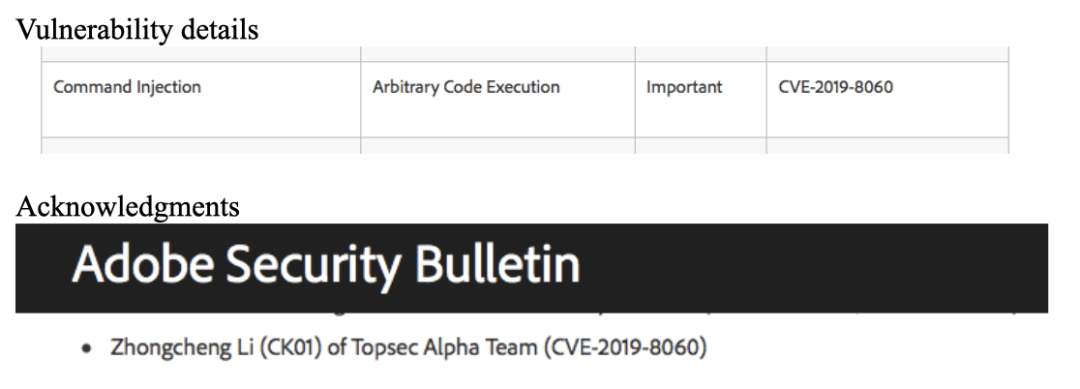 Vulnerability details
Command Injection Arbitrary Code Execution Important CVE-2019-8060
Acknowledgments
Adobe Security Bulletin
Zhongcheng Li (CK01) of Topsec Alpha Team (CVE-2019-8060)